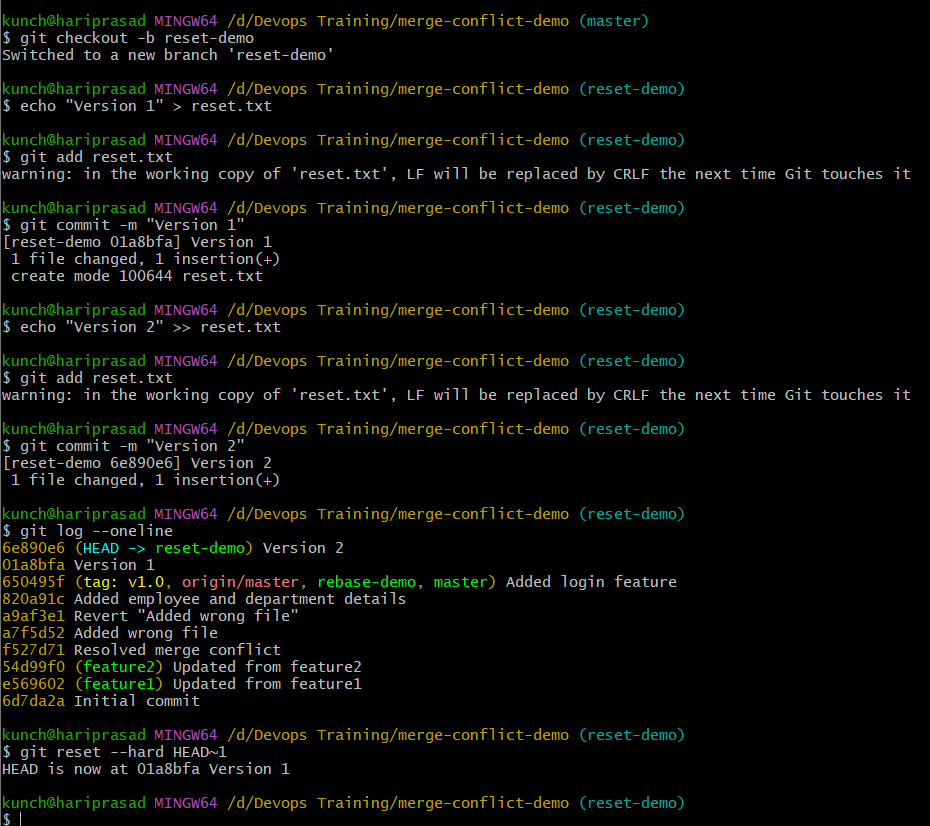 kunch@hariprasad MINGW64 /d/Devops Training/merge-conflict-demo (master)
$ git checkout -b reset-demo
Switched to a new branch 'reset-demo'
kunch@hariprasad MINGW64 /d/Devops Training/merge-conflict-demo (reset-demo)
$ echo "Version 1" > reset.txt
kunch@hariprasad MINGW64 /d/Devops Training/merge-conflict-demo (reset-demo)
$ git add reset.txt
warning: in the working copy of 'reset.txt', LF will be replaced by CRLF the next time Git touches it
kunch@hariprasad MINGW64 /d/Devops Training/merge-conflict-demo (reset-demo)
$ git commit -m "Version 1"
[reset-demo 01a8bfa] Version 1
 1 file changed, 1 insertion(+)
 create mode 100644 reset.txt
kunch@hariprasad MINGW64 /d/Devops Training/merge-conflict-demo (reset-demo)
$ echo "Version 2" >> reset.txt
kunch@hariprasad MINGW64 /d/Devops Training/merge-conflict-demo (reset-demo)
$ git add reset.txt
warning: in the working copy of 'reset.txt', LF will be replaced by CRLF the next time Git touches it
kunch@hariprasad MINGW64 /d/Devops Training/merge-conflict-demo (reset-demo)
$ git commit -m "Version 2"
[reset-demo 6e890e6] Version 2
 1 file changed, 1 insertion(+)
kunch@hariprasad MINGW64 /d/Devops Training/merge-conflict-demo (reset-demo)
$ git log --oneline
6e890e6 (HEAD -> reset-demo) Version 2
01a8bfa Version 1
650495f (tag: v1.0, origin/master, rebase-demo, master) Added login feature
820a91c Added employee and department details
a9af3e1 Revert "Added wrong file"
a7f5d52 Added wrong file
f527d71 Resolved merge conflict
54d99f0 (feature2) Updated from feature2
e569602 (feature1) Updated from feature1
6d7da2a Initial commit
kunch@hariprasad MINGW64 /d/Devops Training/merge-conflict-demo (reset-demo)
$ git reset --hard HEAD~1
HEAD is now at 01a8bfa Version 1
kunch@hariprasad MINGW64 /d/Devops Training/merge-conflict-demo (reset-demo)
$